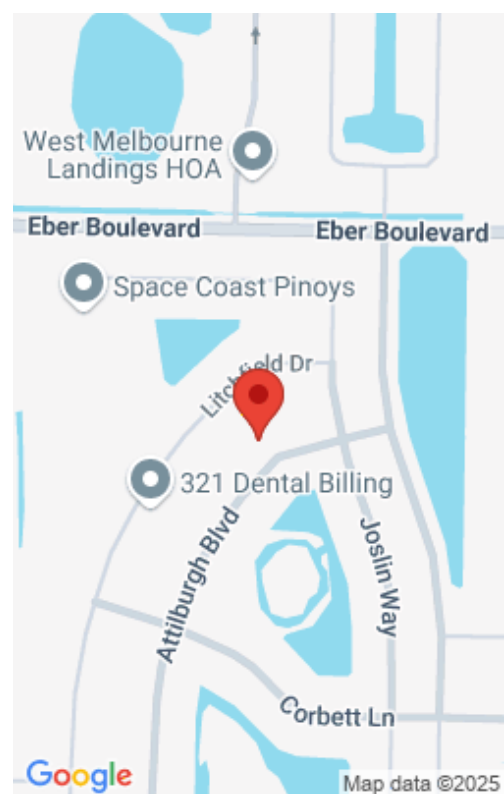 West Melbourne
Landings HOA
Eber Boulevard
Eber Boulevard
Space Coast Pinoys
Litchfield Dr
321 Dental Billing
Attilburgh Blvd
Joslin Way
Corbett Ln
Google
Map data ©2025